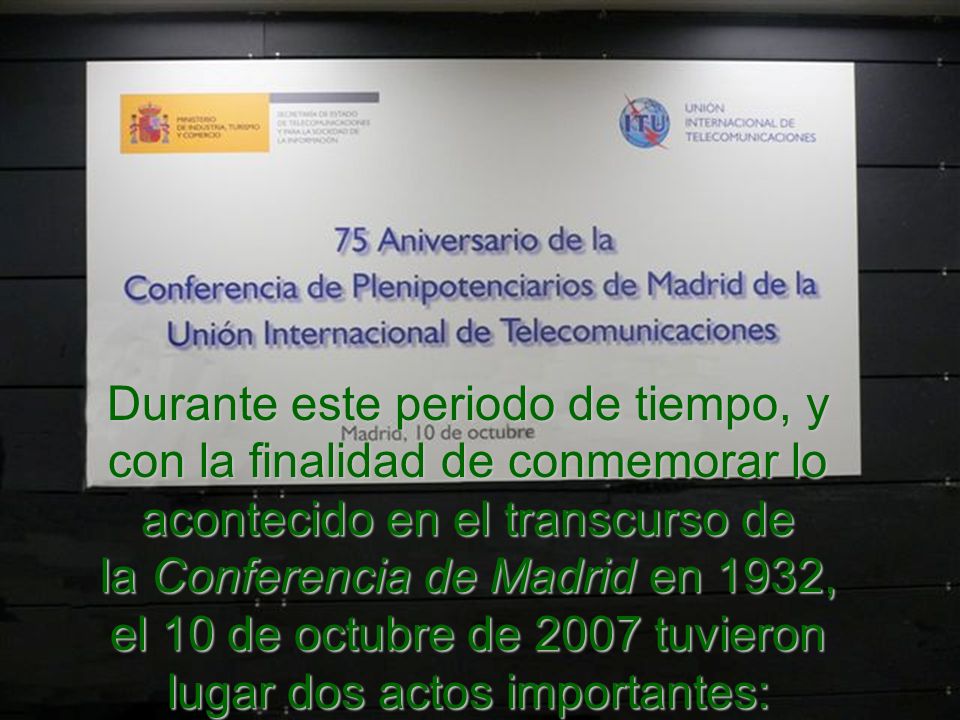 MINISTERIO
DE INDUSTRIA, TURISMO
Y COMERCIO
SECRETARÍA DE ESTADO
DE TELECOMUNICACIONES
Y PARA LA SOCIEDAD DE
LA INFORMACIÓN
ITU
UNIÓN
INTERNACIONAL DE
TELECOMUNICACIONES
75 Aniversario de la
Conferencia de Plenipotenciarios de Madrid de la
Unión Internacional de Telecomunicaciones
Madrid, 10 de octubre
Durante este periodo de tiempo, y
con la finalidad de conmemorar lo
acontecido en el transcurso de
la Conferencia de Madrid en 1932,
el 10 de octubre de 2007 tuvieron
lugar dos actos importantes: